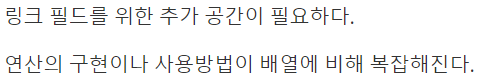 링크 필드를 위한 추가 공간이 필요하다.
연산의 구현이나 사용방법이 배열에 비해 복잡해진다.